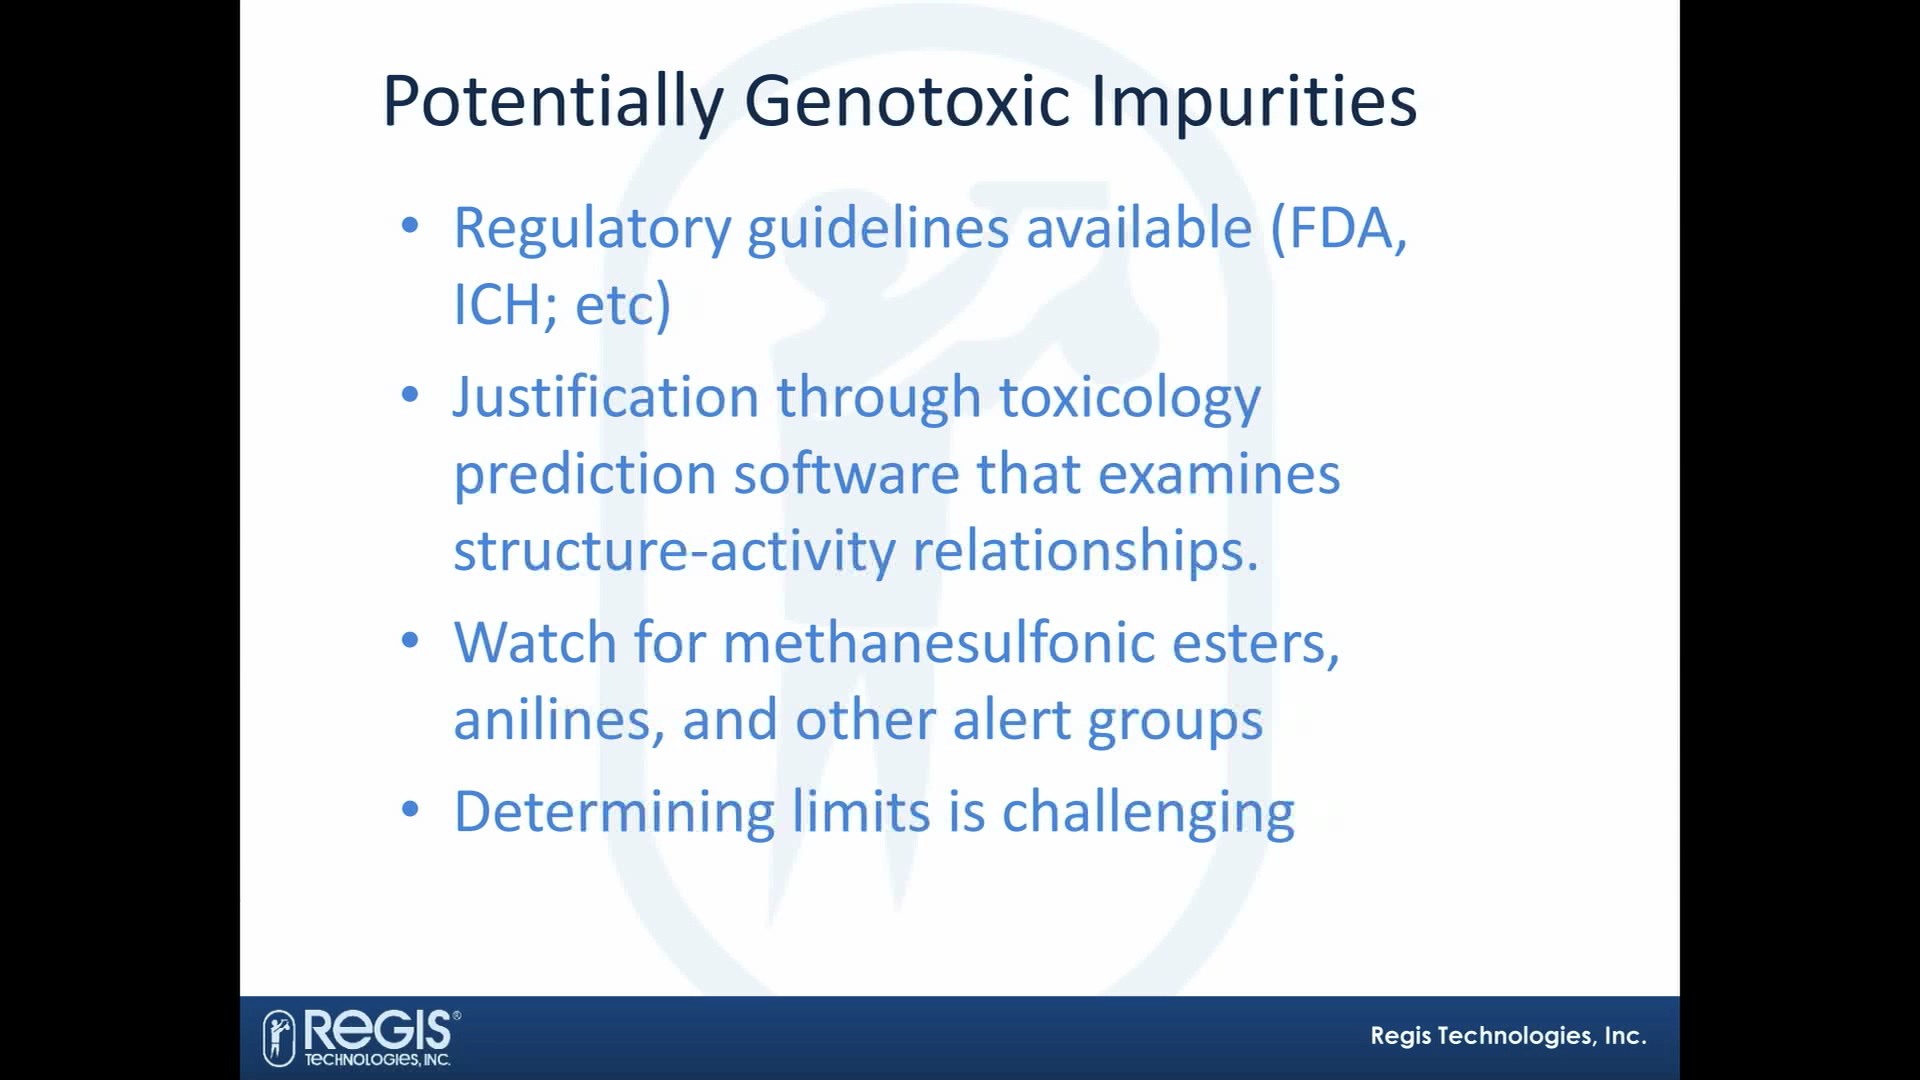 Potentially Genotoxic Impurities
• Regulatory guidelines available (FDA,
ICH; etc)
• Justification through toxicology
prediction software that examines
structure-activity relationships.
• Watch for methanesulfonic esters,
anilines, and other alert groups
• Determining limits is challenging
REGIS®
TECHNOLOGIES, INC.
Regis Technologies, Inc.